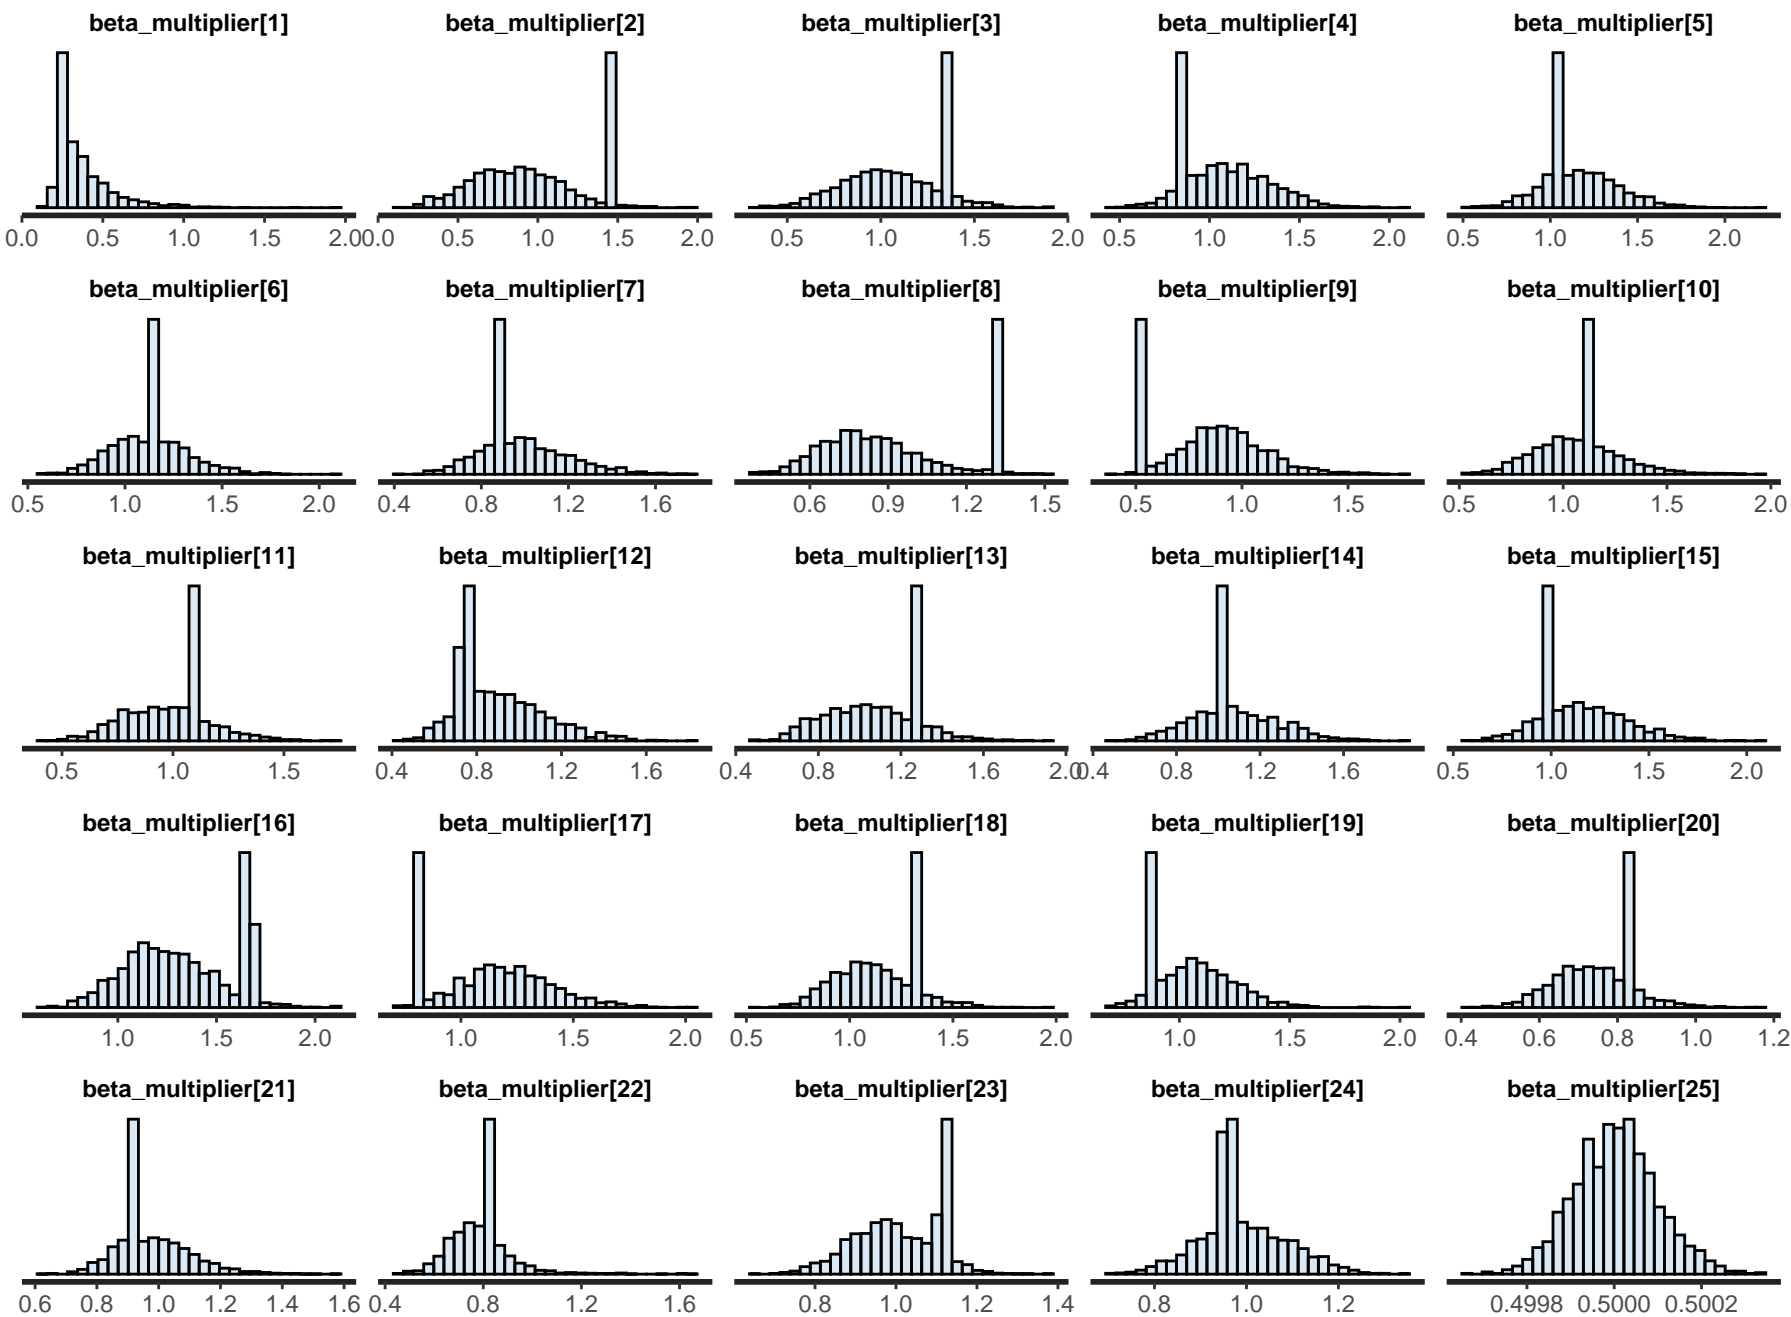 beta_multiplier[1] beta_multiplier[2] beta_multiplier[3] beta_multiplier[4] beta_multiplier[5]
0.0 0.5 1.0 1.5 2.0 0.0 0.5 1.0 1.5 2.0 0.5 1.0 1.5 2.0 0.5 1.0 1.5 2.0 0.5 1.0 1.5 2.0
beta_multiplier[6] beta_multiplier[7] beta_multiplier[8] beta_multiplier[9] beta_multiplier[10]
0.5 1.0 1.5 2.0 0.4 0.8 1.2 1.6 0.6 0.9 1.2 1.5 0.5 1.0 1.5 0.5 1.0 1.5 2.0
beta_multiplier[11] beta_multiplier[12] beta_multiplier[13] beta_multiplier[14] beta_multiplier[15]
0.5 1.0 1.5 0.4 0.8 1.2 1.6 0.4 0.8 1.2 1.6 2.0 0.4 0.8 1.2 1.6 0.5 1.0 1.5 2.0
beta_multiplier[16] beta_multiplier[17] beta_multiplier[18] beta_multiplier[19] beta_multiplier[20]
1.0 1.5 2.0 1.0 1.5 2.0 0.5 1.0 1.5 2.0 1.0 1.5 2.0 0.4 0.6 0.8 1.0 1.2
beta_multiplier[21] beta_multiplier[22] beta_multiplier[23] beta_multiplier[24] beta_multiplier[25]
0.6 0.8 1.0 1.2 1.4 1.6 0.4 0.8 1.2 1.6 0.8 1.0 1.2 1.4 0.8 1.0 1.2 0.4998 0.5000 0.5002